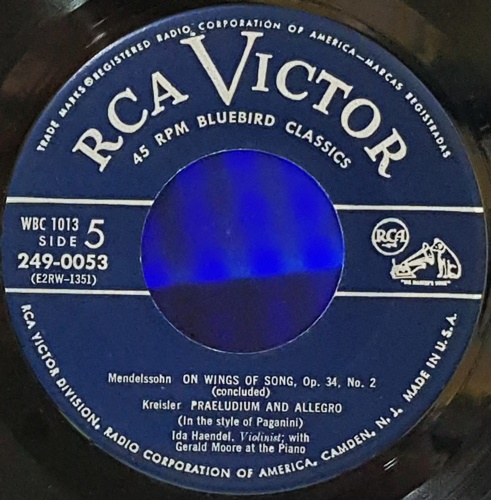 TRADE MARKS ® REGISTERED RADIO CORPORATION OF AMERICA—MARCAS REGISTRADAS
RCA VICTOR
45 RPM BLUEBIRD CLASSICS
WBC 1013
SIDE 5
249-0053
(E2RW-1351)
RCA
"HIS MASTER'S VOICE"
Mendelssohn ON WINGS OF SONG, Op. 34, No. 2
(concluded)
Kreisler PRAELUDIUM AND ALLEGRO
(In the style of Paganini)
Ida Haendel, Violinist; with
Gerald Moore at the Piano
RCA VICTOR DIVISION, RADIO CORPORATION OF AMERICA, CAMDEN, N. J. MADE IN U. S. A.